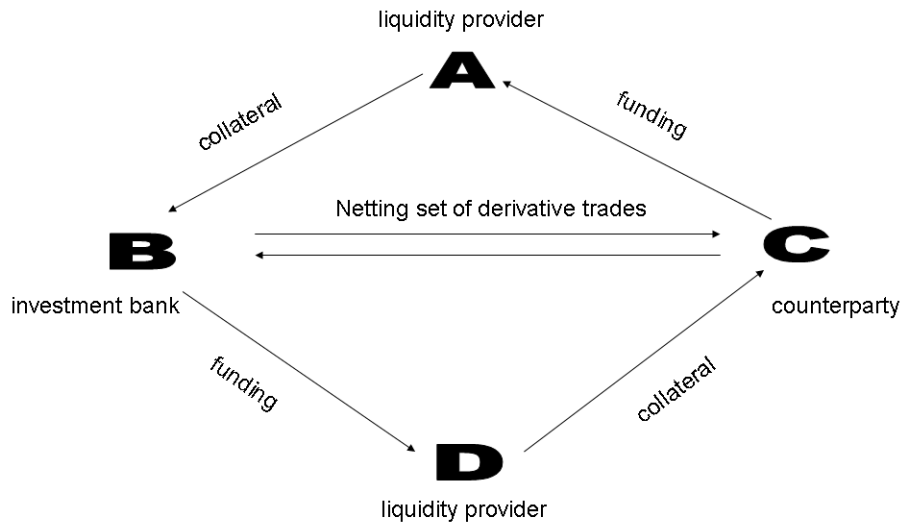 liquidity provider
A
collateral
funding
Netting set of derivative trades
B
C
investment bank
counterparty
funding
collateral
D
liquidity provider